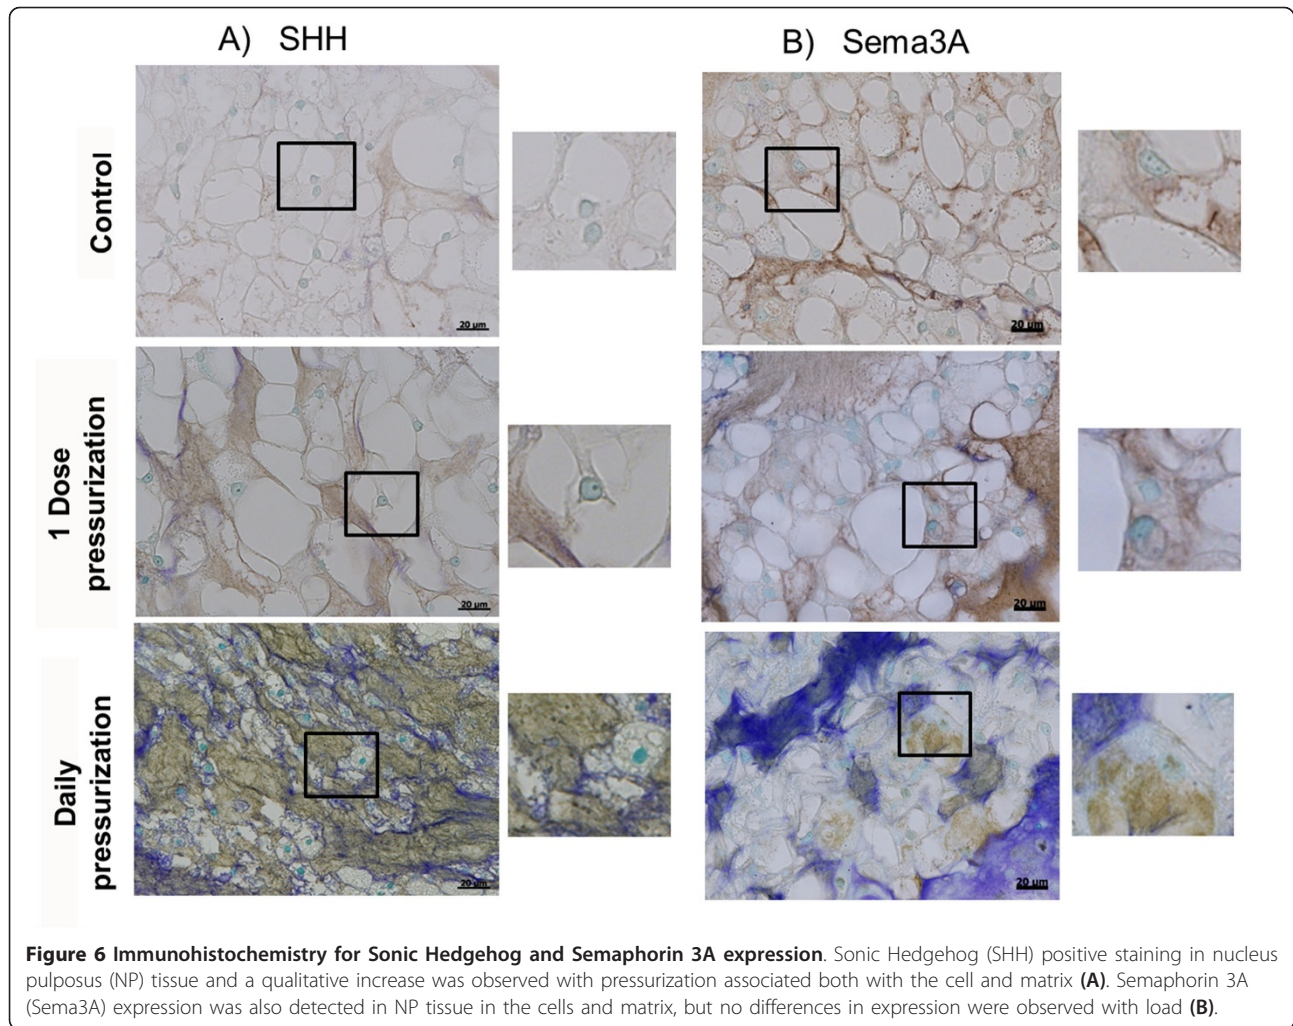 A) SHH
B) Sema3A
Control
20 µm
20 µm
1 Dose
pressurization
20 µm
20 µm
Daily
pressurization
20 µm
20 µm
Figure 6 Immunohistochemistry for Sonic Hedgehog and Semaphorin 3A expression. Sonic Hedgehog (SHH) positive staining in nucleus
pulposus (NP) tissue and a qualitative increase was observed with pressurization associated both with the cell and matrix (A). Semaphorin 3A
(Sema3A) expression was also detected in NP tissue in the cells and matrix, but no differences in expression were observed with load (B).